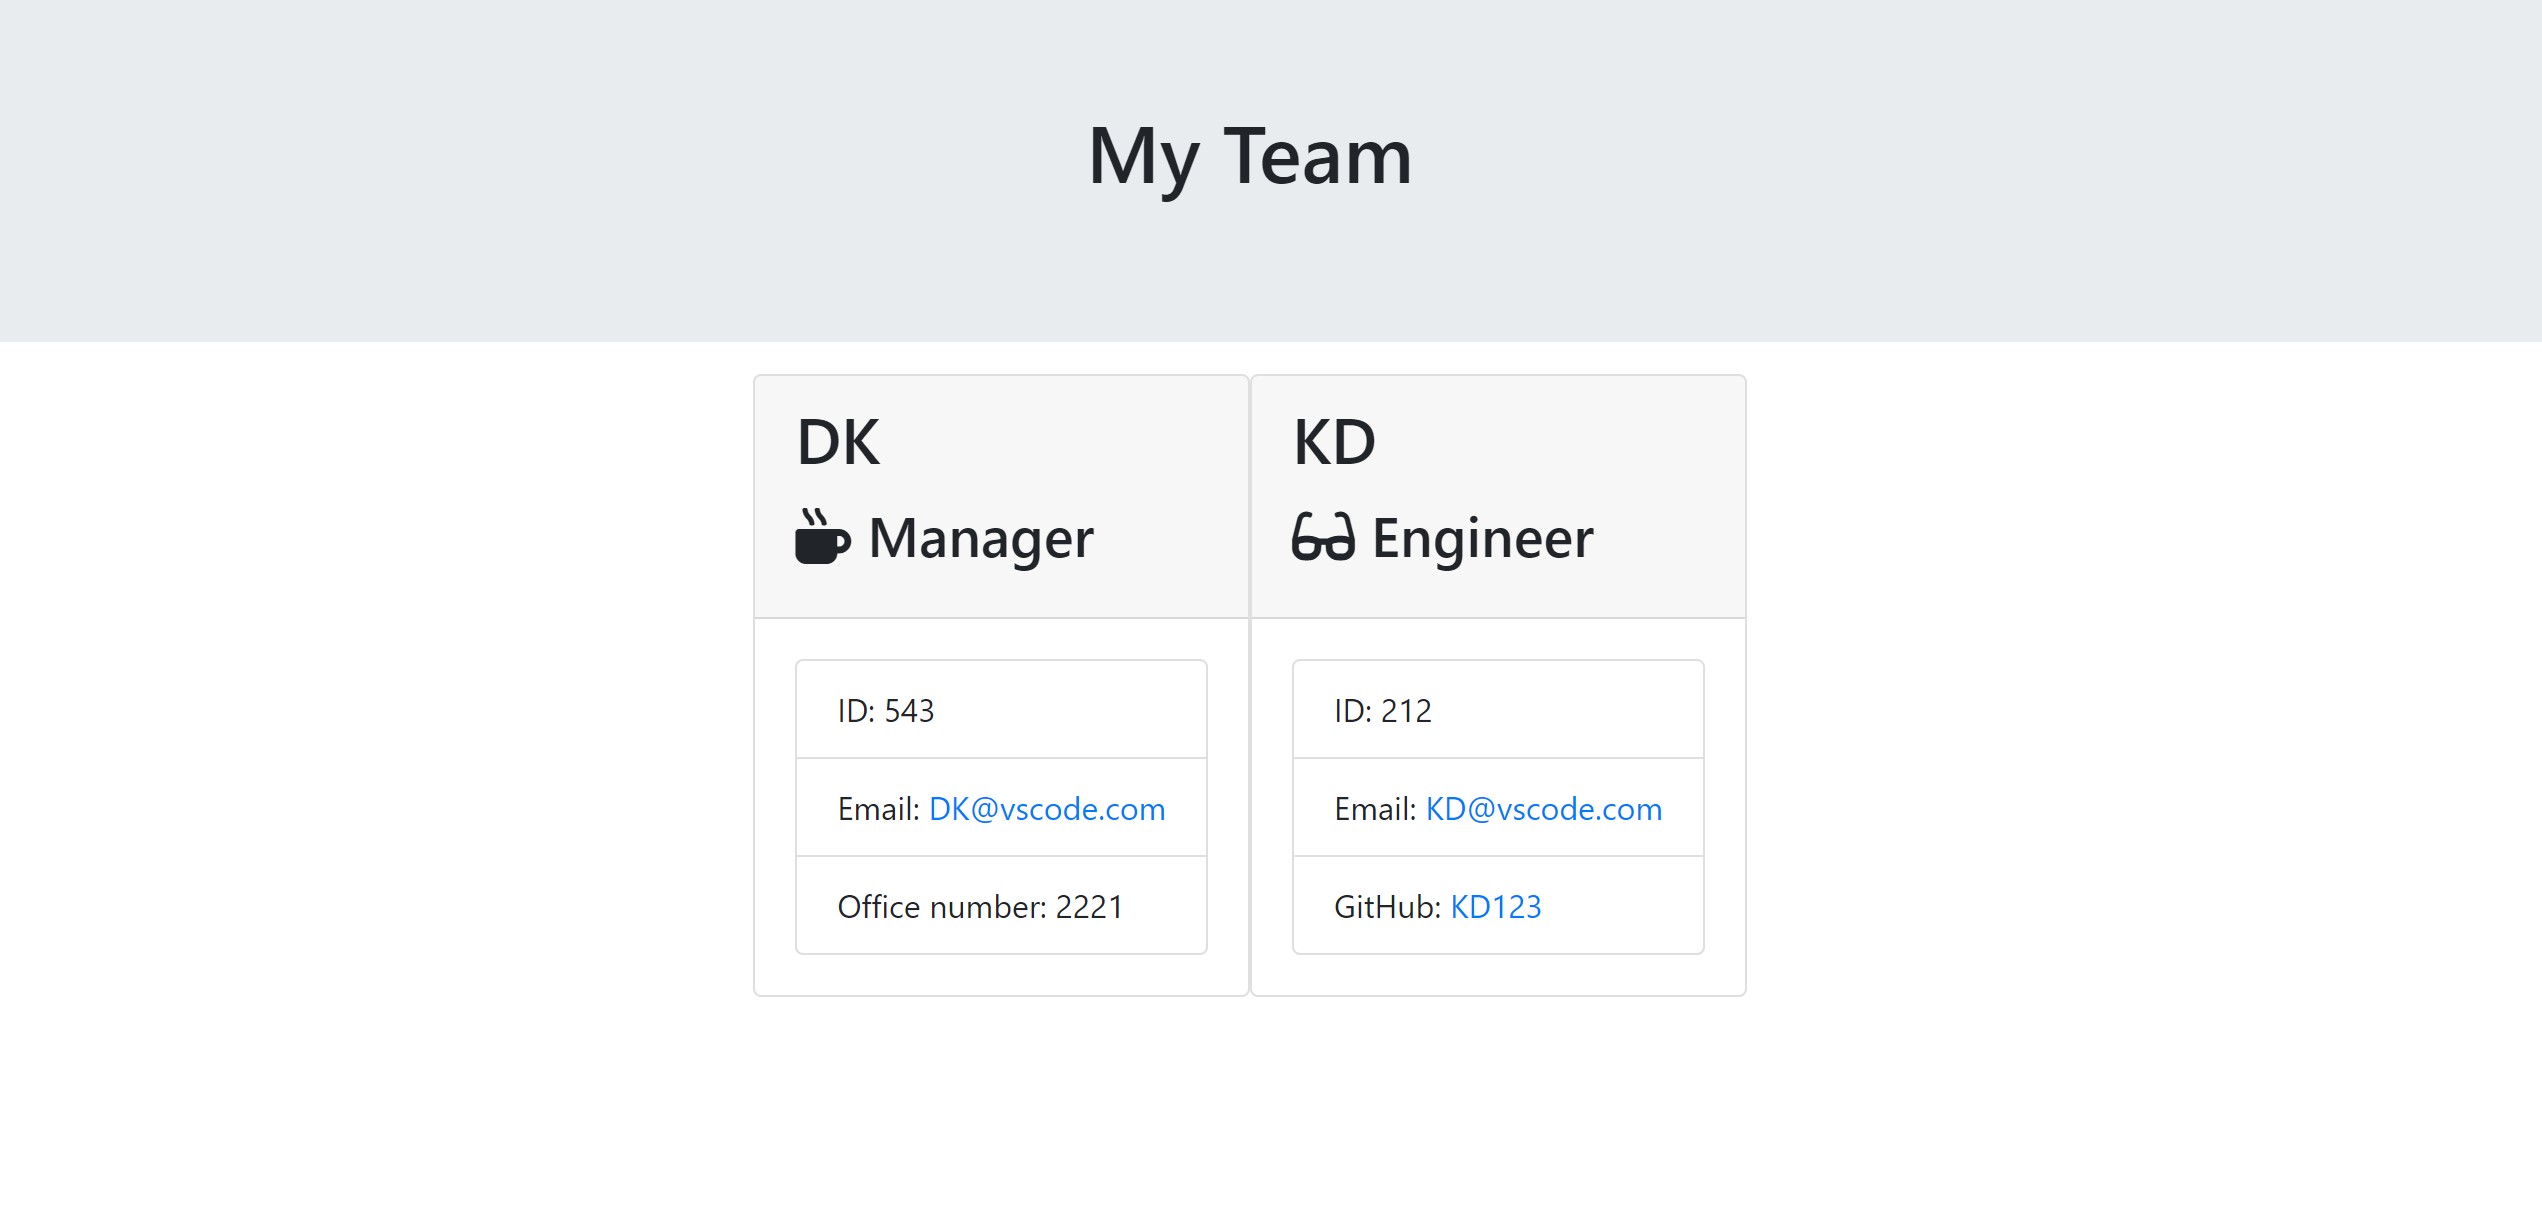 My Team
DK
Manager
ID: 543
Email: DK@vscode.com
Office number: 2221
KD
Engineer
ID: 212
Email: KD@vscode.com
GitHub: KD123